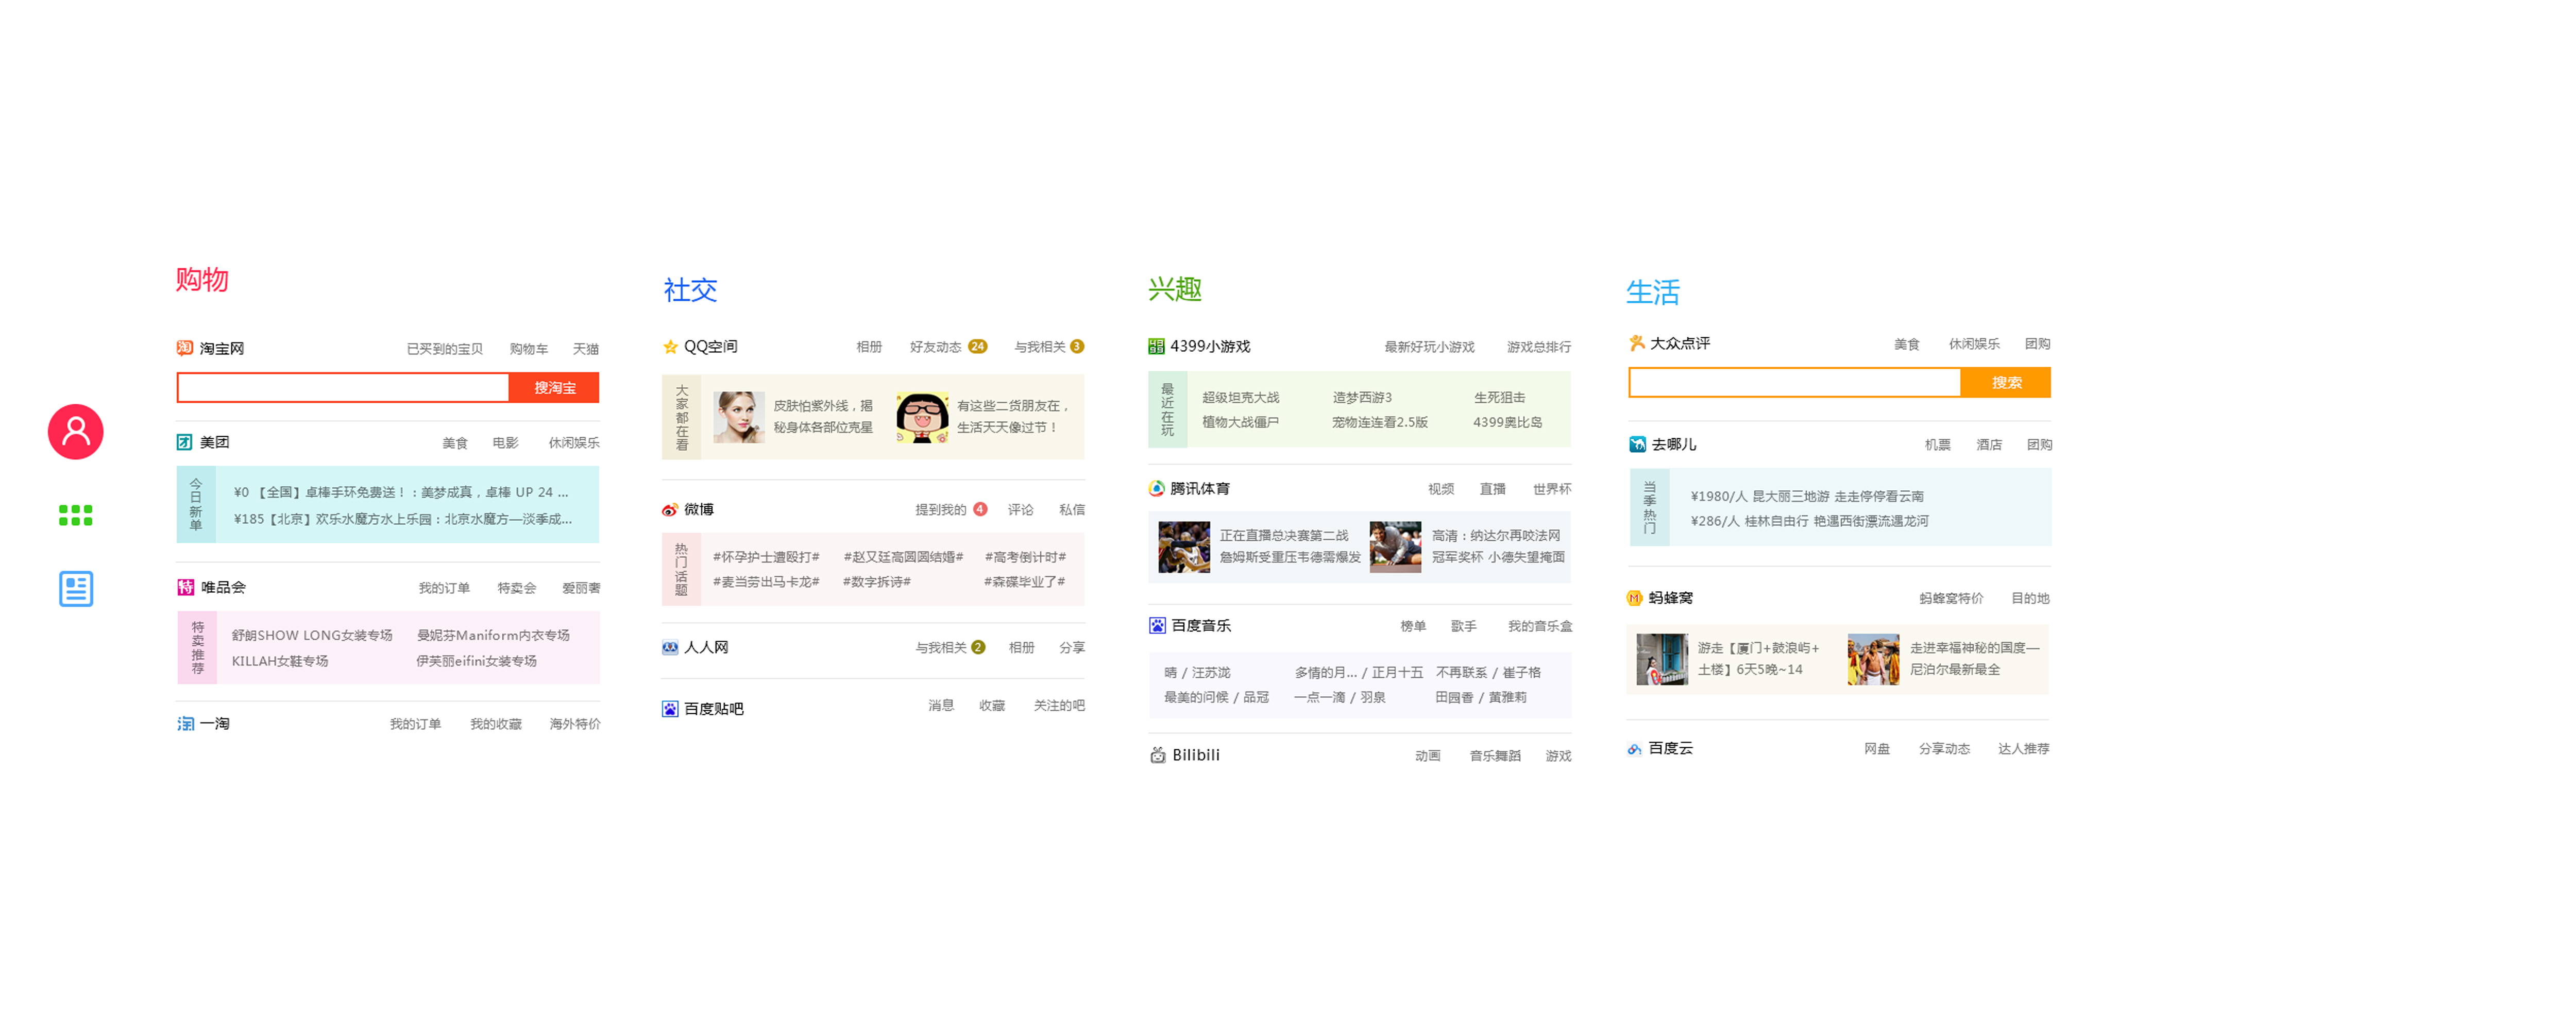 购物
淘宝网 已买到的宝贝 购物车 天猫
搜淘宝
美团 美食 电影 休闲娱乐
今日新单
¥0 【全国】卓棒手环免费送！：美梦成真，卓棒 UP 24 ...
¥185【北京】欢乐水魔方水上乐园：北京水魔方—淡季成...
唯品会 我的订单 特卖会 爱丽奢
特卖推荐
舒朗SHOW LONG女装专场 曼妮芬Maniform内衣专场
KILLAH女鞋专场 伊芙丽eifini女装专场
一淘 我的订单 我的收藏 海外特价
社交
QQ空间 相册 好友动态 24 与我相关 3
大家都在看
皮肤怕紫外线，揭
秘身体各部位克星
有这些二货朋友在，
生活天天像过节！
微博 提到我的 4 评论 私信
热门话题
#怀孕护士遭殴打# #赵又廷高圆圆结婚# #高考倒计时#
#麦当劳出马卡龙# #数字拆诗# #森碟毕业了#
人人网 与我相关 2 相册 分享
百度贴吧 消息 收藏 关注的吧
兴趣
4399小游戏 最新好玩小游戏 游戏总排行
最近在玩
超级坦克大战 造梦西游3 生死狙击
植物大战僵尸 宠物连连看2.5版 4399奥比岛
腾讯体育 视频 直播 世界杯
正在直播总决赛第二战
詹姆斯受重压韦德需爆发
高清：纳达尔再咬法网
冠军奖杯 小德失望掩面
百度音乐 榜单 歌手 我的音乐盒
晴 / 汪苏泷 多情的月... / 正月十五 不再联系 / 崔子格
最美的问候 / 品冠 一点一滴 / 羽泉 田园香 / 黄雅莉
Bilibili 动画 音乐舞蹈 游戏
生活
大众点评 美食 休闲娱乐 团购
搜索
去哪儿 机票 酒店 团购
当季热门
¥1980/人 昆大丽三地游 走走停停看云南
¥286/人 桂林自由行 艳遇西街漂流遇龙河
蚂蜂窝 蚂蜂窝特价 目的地
游走【厦门+鼓浪屿+
土楼】6天5晚~14
走进幸福神秘的国度—
尼泊尔最新最全
百度云 网盘 分享动态 达人推荐